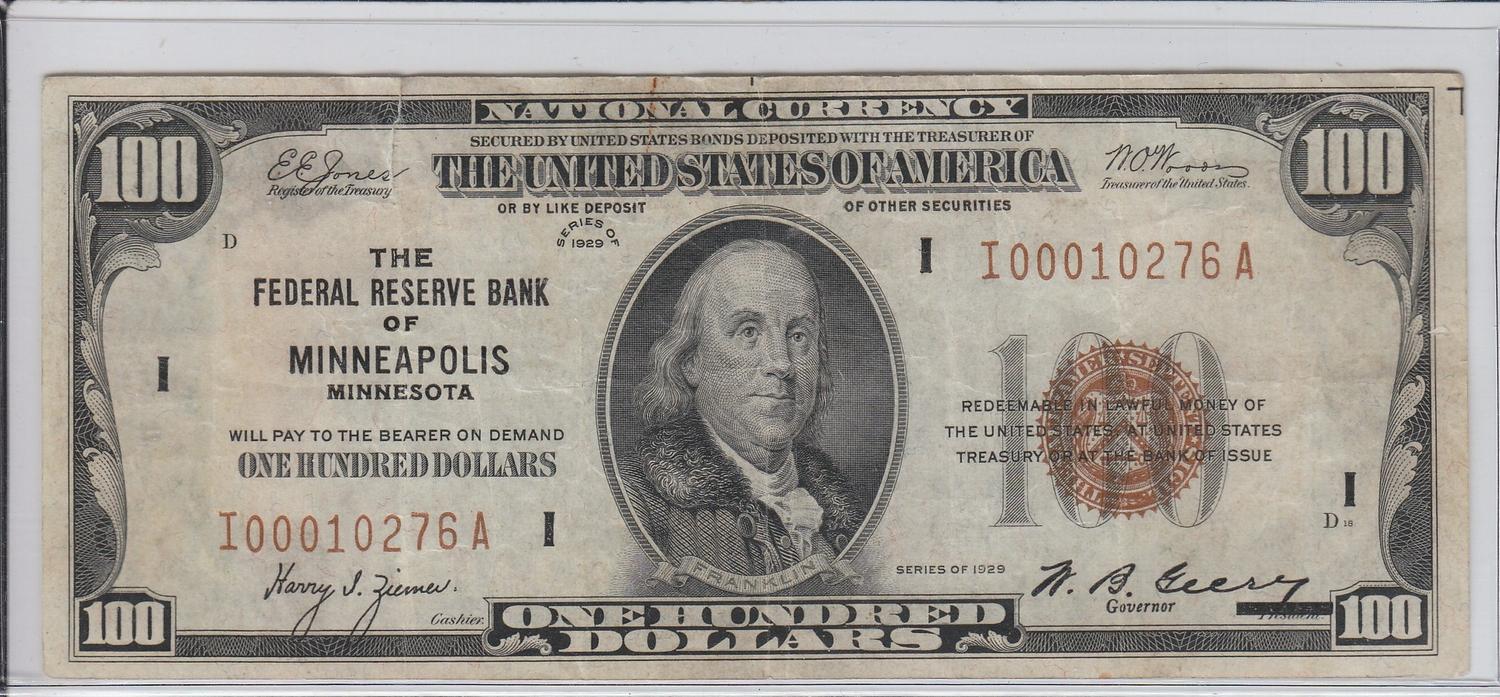 NATIONAL CURRENCY
SECURED BY UNITED STATES BONDS DEPOSITED WITH THE TREASURER OF
THE UNITED STATES OF AMERICA
OR BY LIKE DEPOSIT OF OTHER SECURITIES
100
100
E.E. Jones
Register of the Treasury
W.O. Woods
Treasurer of the United States.
SERIES OF
1929
D
THE
FEDERAL RESERVE BANK
OF
MINNEAPOLIS
MINNESOTA
I
WILL PAY TO THE BEARER ON DEMAND
ONE HUNDRED DOLLARS
I00010276A
I
Harry I. Ziemer.
Cashier.
FRANKLIN
I
I00010276A
100
REDEEMABLE IN LAWFUL MONEY OF
THE UNITED STATES AT UNITED STATES
TREASURY OR AT THE BANK OF ISSUE
I
D 18
SERIES OF 1929
W. B. Geery
Governor
President.
100
ONE HUNDRED
DOLLARS
100